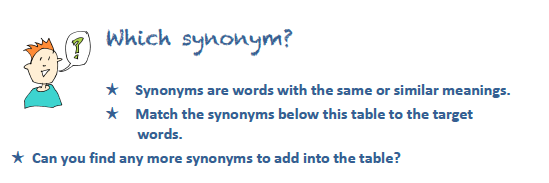 ?
Which synonym?
★ Synonyms are words with the same or similar meanings.
★ Match the synonyms below this table to the target
words.
★ Can you find any more synonyms to add into the table?